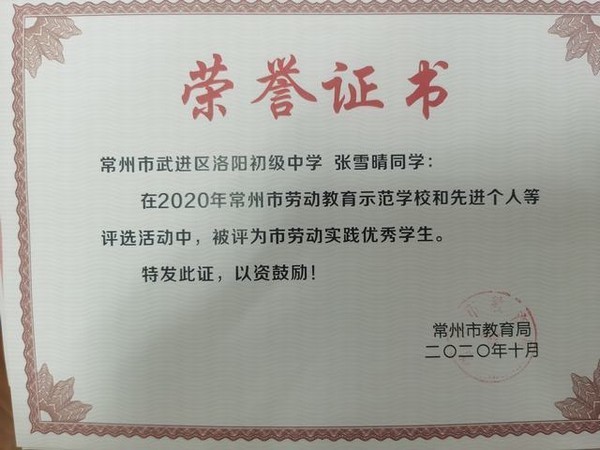 荣誉证书
常州市武进区洛阳初级中学 张雪晴同学：
在2020年常州市劳动教育示范学校和先进个人等
评选活动中，被评为市劳动实践优秀学生。
特发此证，以资鼓励！
常州市教育局
二〇二〇年十月